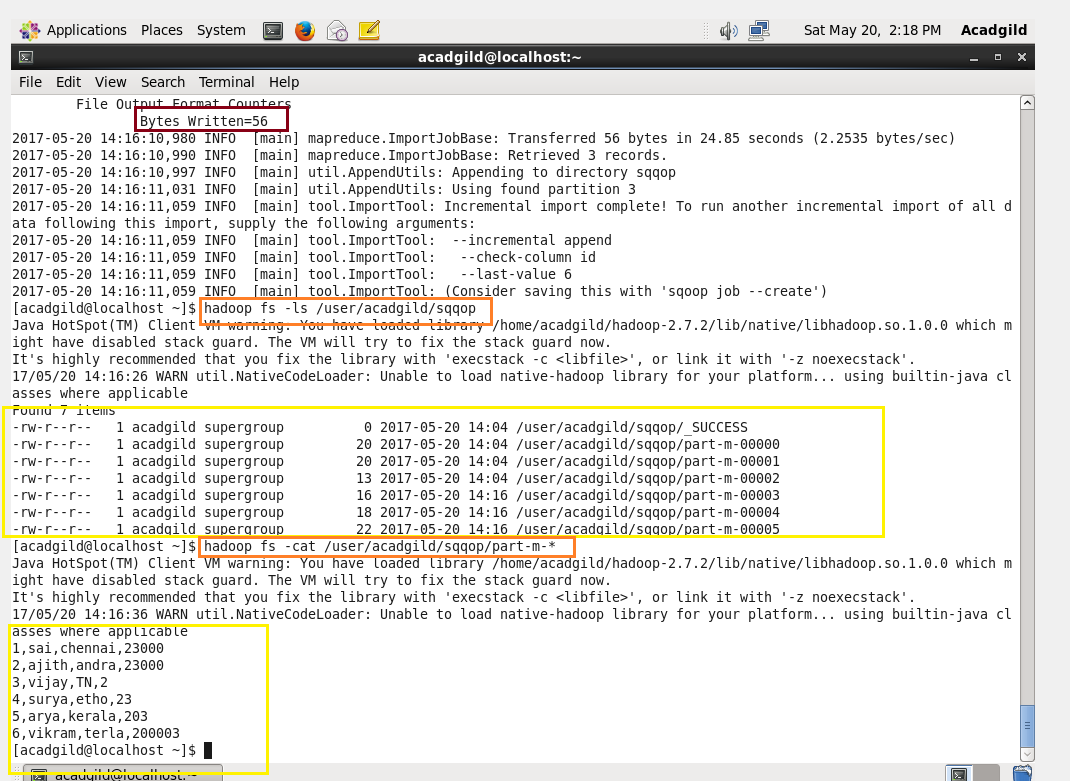 Applications Places System Sat May 20, 2:18 PM Acadgild
acadgild@localhost:~
File Edit View Search Terminal Help
File Output Format Counters
Bytes Written=56
2017-05-20 14:16:10,980 INFO  [main] mapreduce.ImportJobBase: Transferred 56 bytes in 24.85 seconds (2.2535 bytes/sec)
2017-05-20 14:16:10,990 INFO  [main] mapreduce.ImportJobBase: Retrieved 3 records.
2017-05-20 14:16:10,997 INFO  [main] util.AppendUtils: Appending to directory sqqop
2017-05-20 14:16:11,031 INFO  [main] util.AppendUtils: Using found partition 3
2017-05-20 14:16:11,059 INFO  [main] tool.ImportTool: Incremental import complete! To run another incremental import of all d
ata following this import, supply the following arguments:
2017-05-20 14:16:11,059 INFO  [main] tool.ImportTool:  --incremental append
2017-05-20 14:16:11,059 INFO  [main] tool.ImportTool:   --check-column id
2017-05-20 14:16:11,059 INFO  [main] tool.ImportTool:   --last-value 6
2017-05-20 14:16:11,059 INFO  [main] tool.ImportTool: (Consider saving this with 'sqoop job --create')
[acadgild@localhost ~]$ hadoop fs -ls /user/acadgild/sqqop
Java HotSpot(TM) Client VM warning: You have loaded library /home/acadgild/hadoop-2.7.2/lib/native/libhadoop.so.1.0.0 which m
ight have disabled stack guard. The VM will try to fix the stack guard now.
It's highly recommended that you fix the library with 'execstack -c <libfile>', or link it with '-z noexecstack'.
17/05/20 14:16:26 WARN util.NativeCodeLoader: Unable to load native-hadoop library for your platform... using builtin-java cl
asses where applicable
Found 7 items
-rw-r--r--   1 acadgild supergroup          0 2017-05-20 14:04 /user/acadgild/sqqop/_SUCCESS
-rw-r--r--   1 acadgild supergroup         20 2017-05-20 14:04 /user/acadgild/sqqop/part-m-00000
-rw-r--r--   1 acadgild supergroup         20 2017-05-20 14:04 /user/acadgild/sqqop/part-m-00001
-rw-r--r--   1 acadgild supergroup         13 2017-05-20 14:04 /user/acadgild/sqqop/part-m-00002
-rw-r--r--   1 acadgild supergroup         16 2017-05-20 14:16 /user/acadgild/sqqop/part-m-00003
-rw-r--r--   1 acadgild supergroup         18 2017-05-20 14:16 /user/acadgild/sqqop/part-m-00004
-rw-r--r--   1 acadgild supergroup         22 2017-05-20 14:16 /user/acadgild/sqqop/part-m-00005
[acadgild@localhost ~]$ hadoop fs -cat /user/acadgild/sqqop/part-m-*
Java HotSpot(TM) Client VM warning: You have loaded library /home/acadgild/hadoop-2.7.2/lib/native/libhadoop.so.1.0.0 which m
ight have disabled stack guard. The VM will try to fix the stack guard now.
It's highly recommended that you fix the library with 'execstack -c <libfile>', or link it with '-z noexecstack'.
17/05/20 14:16:36 WARN util.NativeCodeLoader: Unable to load native-hadoop library for your platform... using builtin-java cl
asses where applicable
1,sai,chennai,23000
2,ajith,andra,23000
3,vijay,TN,2
4,surya,etho,23
5,arya,kerala,203
6,vikram,terla,200003
[acadgild@localhost ~]$
acadgild@localhost:~